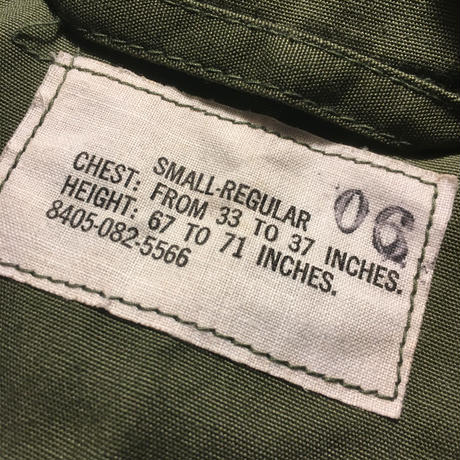 SMALL-REGULAR
CHEST: FROM 33 TO 37 INCHES.
HEIGHT: 67 TO 71 INCHES.
8405-082-5566
06